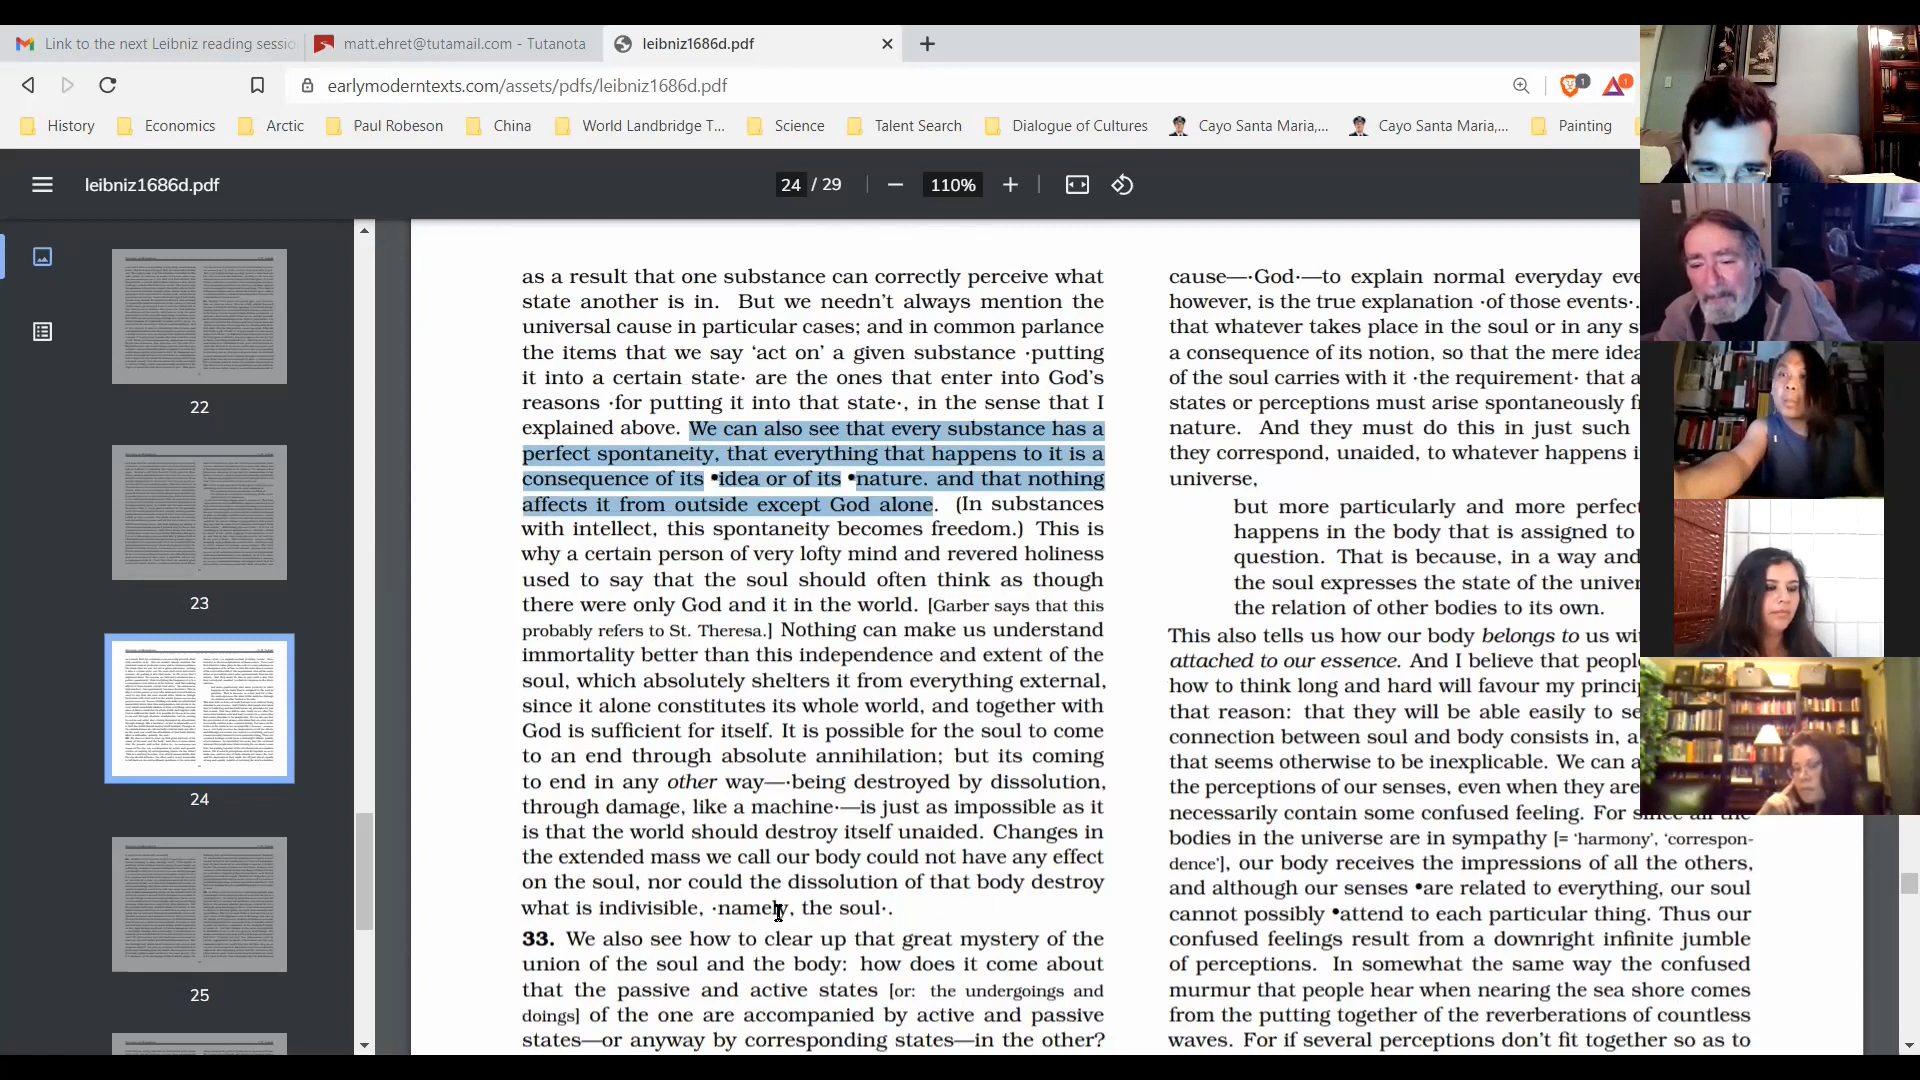 Link to the next Leibniz reading sessio
matt.ehret@tutamail.com - Tutanota
leibniz1686d.pdf
earlymoderntexts.com/assets/pdfs/leibniz1686d.pdf
1
1
History
Economics
Arctic
Paul Robeson
China
World Landbridge T...
Science
Talent Search
Dialogue of Cultures
Cayo Santa Maria,...
Cayo Santa Maria,...
Painting
leibniz1686d.pdf
24 / 29
110%
22
23
24
25
as a result that one substance can correctly perceive what
state another is in. But we needn't always mention the
universal cause in particular cases; and in common parlance
the items that we say 'act on' a given substance ·putting
it into a certain state· are the ones that enter into God's
reasons ·for putting it into that state·, in the sense that I
explained above. We can also see that every substance has a
perfect spontaneity, that everything that happens to it is a
consequence of its •idea or of its •nature. and that nothing
affects it from outside except God alone. (In substances
with intellect, this spontaneity becomes freedom.) This is
why a certain person of very lofty mind and revered holiness
used to say that the soul should often think as though
there were only God and it in the world. [Garber says that this
probably refers to St. Theresa.] Nothing can make us understand
immortality better than this independence and extent of the
soul, which absolutely shelters it from everything external,
since it alone constitutes its whole world, and together with
God is sufficient for itself. It is possible for the soul to come
to an end through absolute annihilation; but its coming
to end in any other way—·being destroyed by dissolution,
through damage, like a machine·—is just as impossible as it
is that the world should destroy itself unaided. Changes in
the extended mass we call our body could not have any effect
on the soul, nor could the dissolution of that body destroy
what is indivisible, ·namely, the soul·.
33. We also see how to clear up that great mystery of the
union of the soul and the body: how does it come about
that the passive and active states [or: the undergoings and
doings] of the one are accompanied by active and passive
states—or anyway by corresponding states—in the other?
cause—·God·—to explain normal everyday eve
however, is the true explanation ·of those events·.
that whatever takes place in the soul or in any s
a consequence of its notion, so that the mere idea
of the soul carries with it ·the requirement· that a
states or perceptions must arise spontaneously f
nature. And they must do this in just such
they correspond, unaided, to whatever happens i
universe,
but more particularly and more perfect
happens in the body that is assigned to
question. That is because, in a way and
the soul expresses the state of the univer
the relation of other bodies to its own.
This also tells us how our body belongs to us wi
attached to our essence. And I believe that peopl
how to think long and hard will favour my princip
that reason: that they will be able easily to se
connection between soul and body consists in, a
that seems otherwise to be inexplicable. We can a
the perceptions of our senses, even when they are
necessarily contain some confused feeling. For since all the
bodies in the universe are in sympathy [= 'harmony', 'correspon-
dence'], our body receives the impressions of all the others,
and although our senses •are related to everything, our soul
cannot possibly •attend to each particular thing. Thus our
confused feelings result from a downright infinite jumble
of perceptions. In somewhat the same way the confused
murmur that people hear when nearing the sea shore comes
from the putting together of the reverberations of countless
waves. For if several perceptions don't fit together so as to